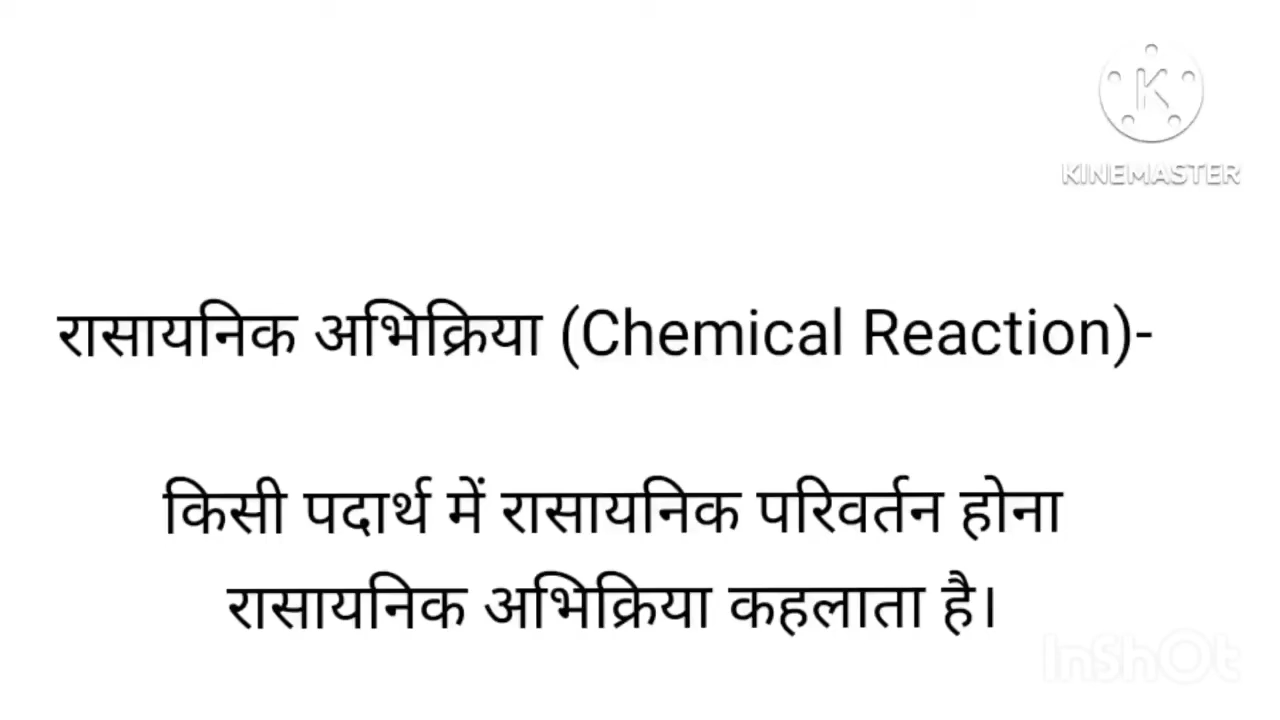 K
KINEMASTER
रासायनिक अभिक्रिया (Chemical Reaction)-
किसी पदार्थ में रासायनिक परिवर्तन होना
रासायनिक अभिक्रिया कहलाता है।
InShOt